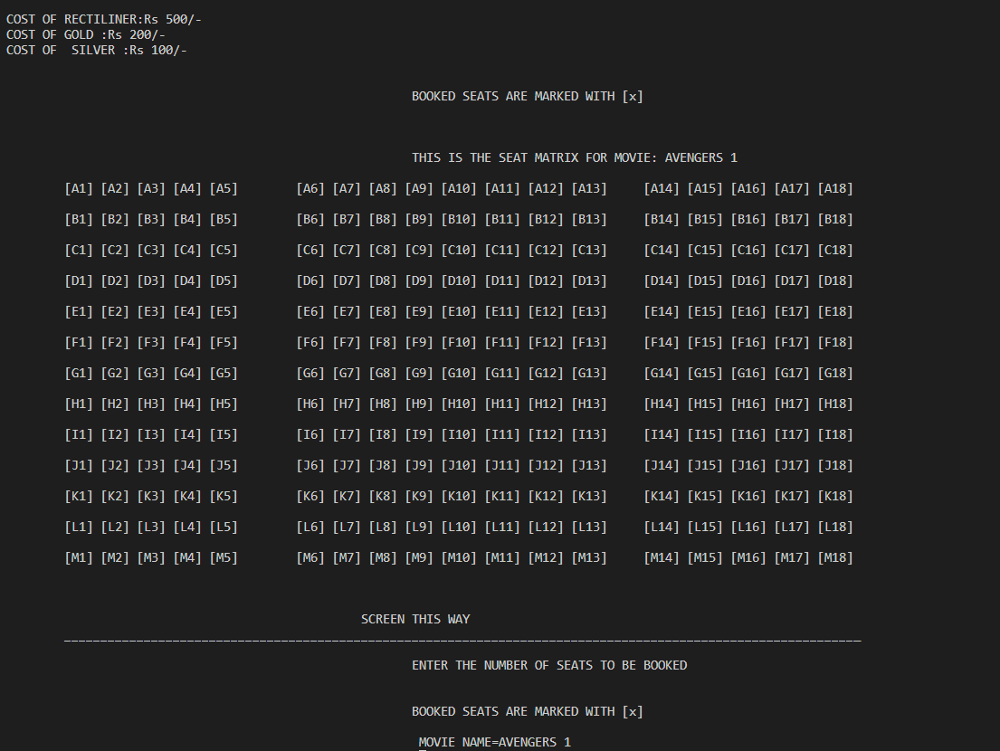 COST OF RECTILINER:Rs 500/-
COST OF GOLD :Rs 200/-
COST OF  SILVER :Rs 100/-
BOOKED SEATS ARE MARKED WITH [x]
THIS IS THE SEAT MATRIX FOR MOVIE: AVENGERS 1
[A1] [A2] [A3] [A4] [A5] [A6] [A7] [A8] [A9] [A10] [A11] [A12] [A13] [A14] [A15] [A16] [A17] [A18]
[B1] [B2] [B3] [B4] [B5] [B6] [B7] [B8] [B9] [B10] [B11] [B12] [B13] [B14] [B15] [B16] [B17] [B18]
[C1] [C2] [C3] [C4] [C5] [C6] [C7] [C8] [C9] [C10] [C11] [C12] [C13] [C14] [C15] [C16] [C17] [C18]
[D1] [D2] [D3] [D4] [D5] [D6] [D7] [D8] [D9] [D10] [D11] [D12] [D13] [D14] [D15] [D16] [D17] [D18]
[E1] [E2] [E3] [E4] [E5] [E6] [E7] [E8] [E9] [E10] [E11] [E12] [E13] [E14] [E15] [E16] [E17] [E18]
[F1] [F2] [F3] [F4] [F5] [F6] [F7] [F8] [F9] [F10] [F11] [F12] [F13] [F14] [F15] [F16] [F17] [F18]
[G1] [G2] [G3] [G4] [G5] [G6] [G7] [G8] [G9] [G10] [G11] [G12] [G13] [G14] [G15] [G16] [G17] [G18]
[H1] [H2] [H3] [H4] [H5] [H6] [H7] [H8] [H9] [H10] [H11] [H12] [H13] [H14] [H15] [H16] [H17] [H18]
[I1] [I2] [I3] [I4] [I5] [I6] [I7] [I8] [I9] [I10] [I11] [I12] [I13] [I14] [I15] [I16] [I17] [I18]
[J1] [J2] [J3] [J4] [J5] [J6] [J7] [J8] [J9] [J10] [J11] [J12] [J13] [J14] [J15] [J16] [J17] [J18]
[K1] [K2] [K3] [K4] [K5] [K6] [K7] [K8] [K9] [K10] [K11] [K12] [K13] [K14] [K15] [K16] [K17] [K18]
[L1] [L2] [L3] [L4] [L5] [L6] [L7] [L8] [L9] [L10] [L11] [L12] [L13] [L14] [L15] [L16] [L17] [L18]
[M1] [M2] [M3] [M4] [M5] [M6] [M7] [M8] [M9] [M10] [M11] [M12] [M13] [M14] [M15] [M16] [M17] [M18]
SCREEN THIS WAY
ENTER THE NUMBER OF SEATS TO BE BOOKED
BOOKED SEATS ARE MARKED WITH [x]
MOVIE NAME=AVENGERS 1